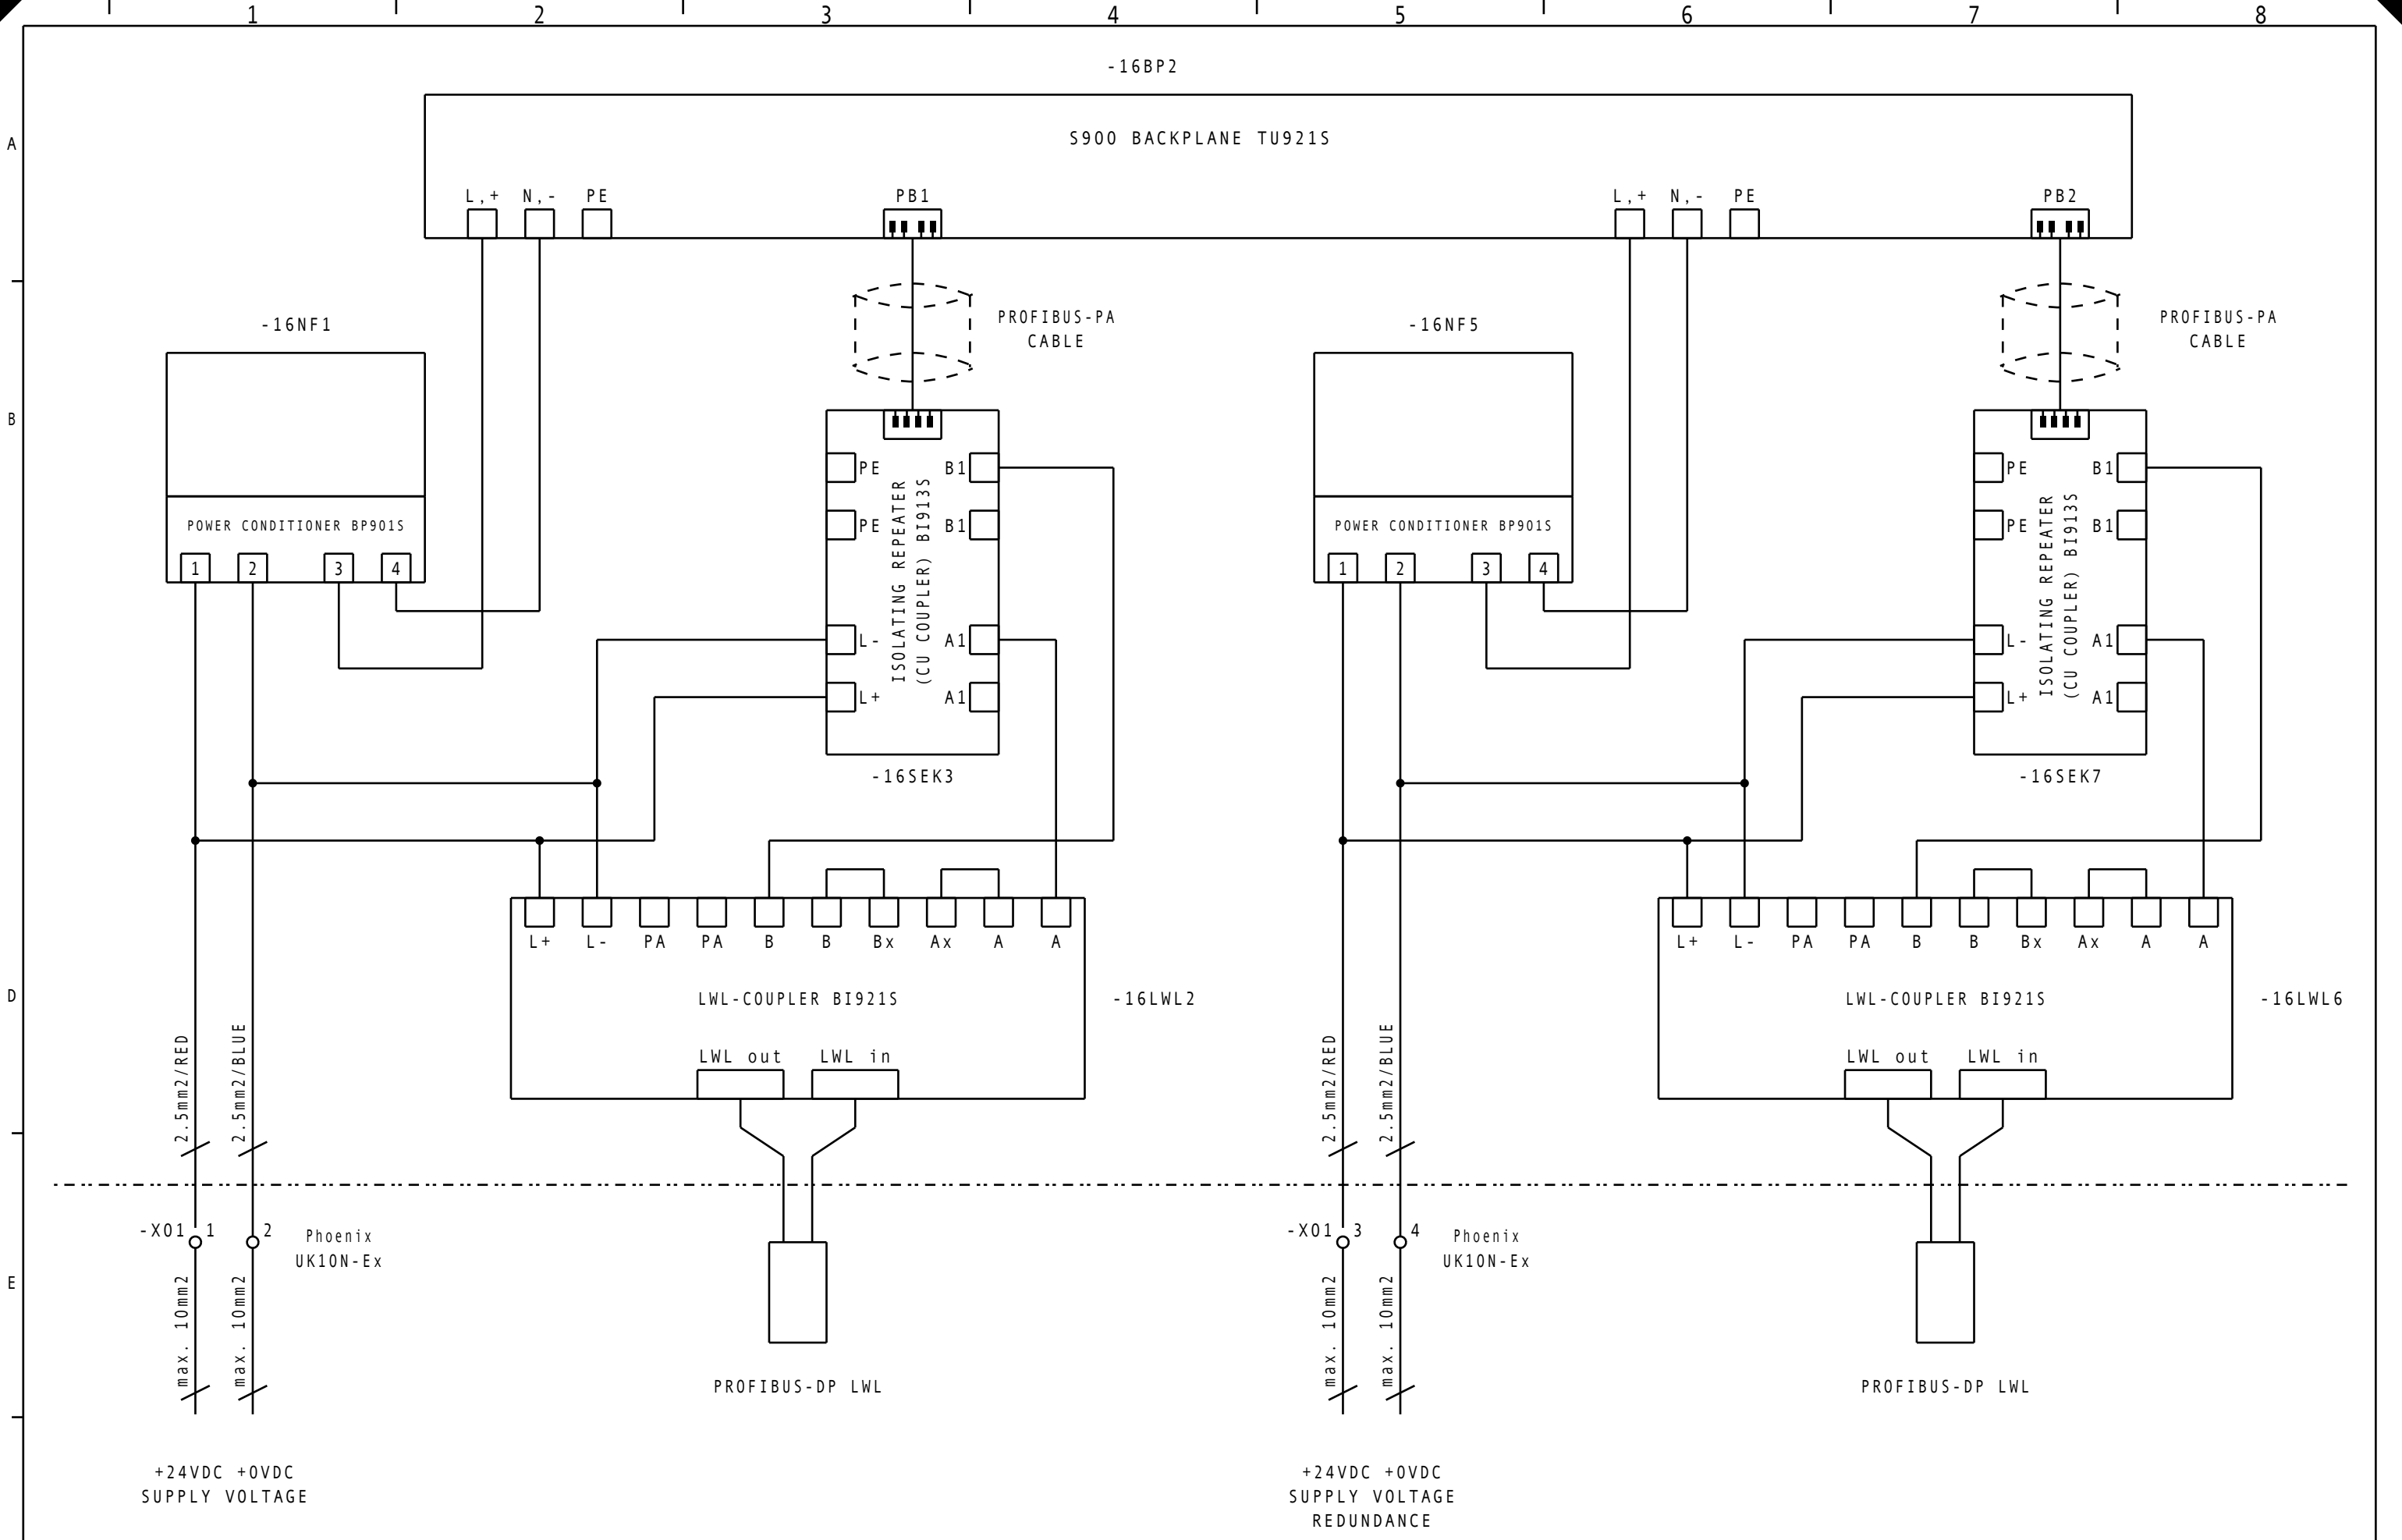 1 2 3 4 5 6 7 8
-16BP2
A
S900 BACKPLANE TU921S
L,+ N,- PE PB1 L,+ N,- PE PB2
-16NF1
PROFIBUS-PA
CABLE
-16NF5
PROFIBUS-PA
CABLE
B
POWER CONDITIONER BP901S
1 2 3 4
PE B1
PE B1
L- A1
L+ A1
ISOLATING REPEATER
(CU COUPLER) BI913S
-16SEK3
POWER CONDITIONER BP901S
1 2 3 4
PE B1
PE B1
L- A1
L+ A1
ISOLATING REPEATER
(CU COUPLER) BI913S
-16SEK7
L+ L- PA PA B B Bx Ax A A
D
LWL-COUPLER BI921S
-16LWL2
LWL out LWL in
2.5mm2/RED
2.5mm2/BLUE
L+ L- PA PA B B Bx Ax A A
LWL-COUPLER BI921S
-16LWL6
LWL out LWL in
2.5mm2/RED
2.5mm2/BLUE
-X01 1 2
Phoenix
UK10N-Ex
-X01 3 4
Phoenix
UK10N-Ex
E
max. 10mm2
max. 10mm2
PROFIBUS-DP LWL
max. 10mm2
max. 10mm2
PROFIBUS-DP LWL
+24VDC +0VDC
SUPPLY VOLTAGE
+24VDC +0VDC
SUPPLY VOLTAGE
REDUNDANCE